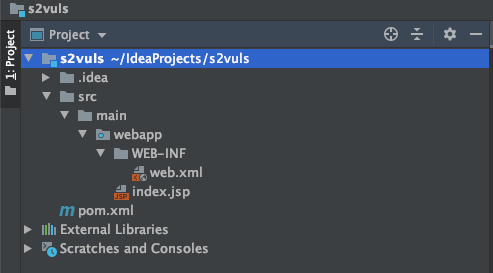 s2vuls
1: Project
Project
s2vuls ~/IdeaProjects/s2vuls
.idea
src
main
webapp
WEB-INF
web.xml
JSP index.jsp
m pom.xml
External Libraries
Scratches and Consoles